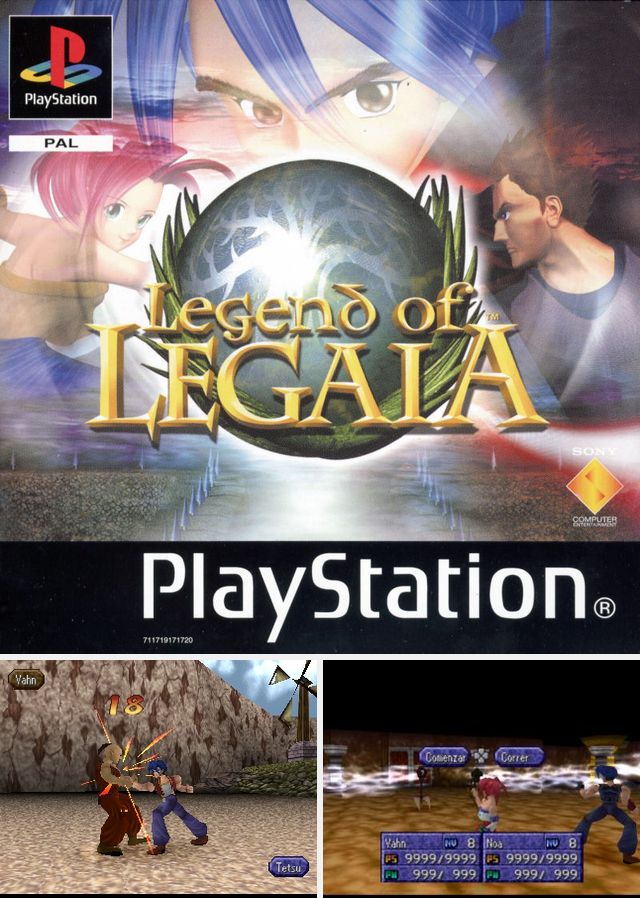 PlayStation
PAL
Legend of ™
LEGAIA
SONY
COMPUTER
ENTERTAINMENT
PlayStation®
711719171720
Vahn
18
Tetsu
Comenzar Correr
Vahn NV 8 Noa NV 8
PS 9999/9999 PS 9999/9999
PM 999/ 999 PM 999/ 999